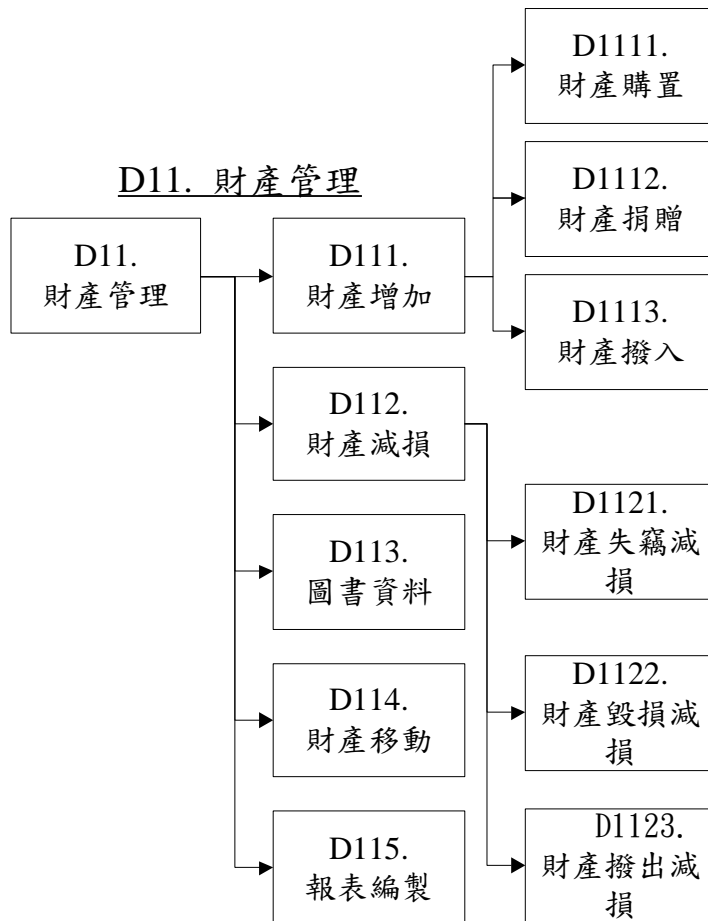 D11. 財產管理
D11.
財產管理
D111.
財產增加
D1111.
財產購置
D1112.
財產捐贈
D1113.
財產撥入
D112.
財產減損
D1121.
財產失竊減
損
D1122.
財產毀損減
損
D1123.
財產撥出減
損
D113.
圖書資料
D114.
財產移動
D115.
報表編製